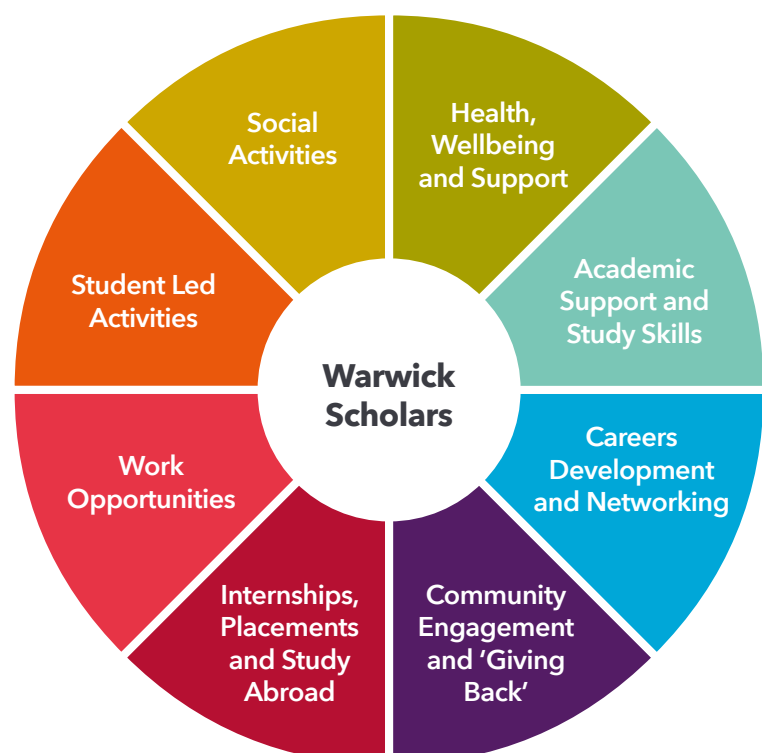 Social
Activities
Health,
Wellbeing
and Support
Academic
Support and
Study Skills
Careers
Development
and Networking
Community
Engagement
and ‘Giving
Back’
Internships,
Placements
and Study
Abroad
Work
Opportunities
Student Led
Activities
Warwick
Scholars